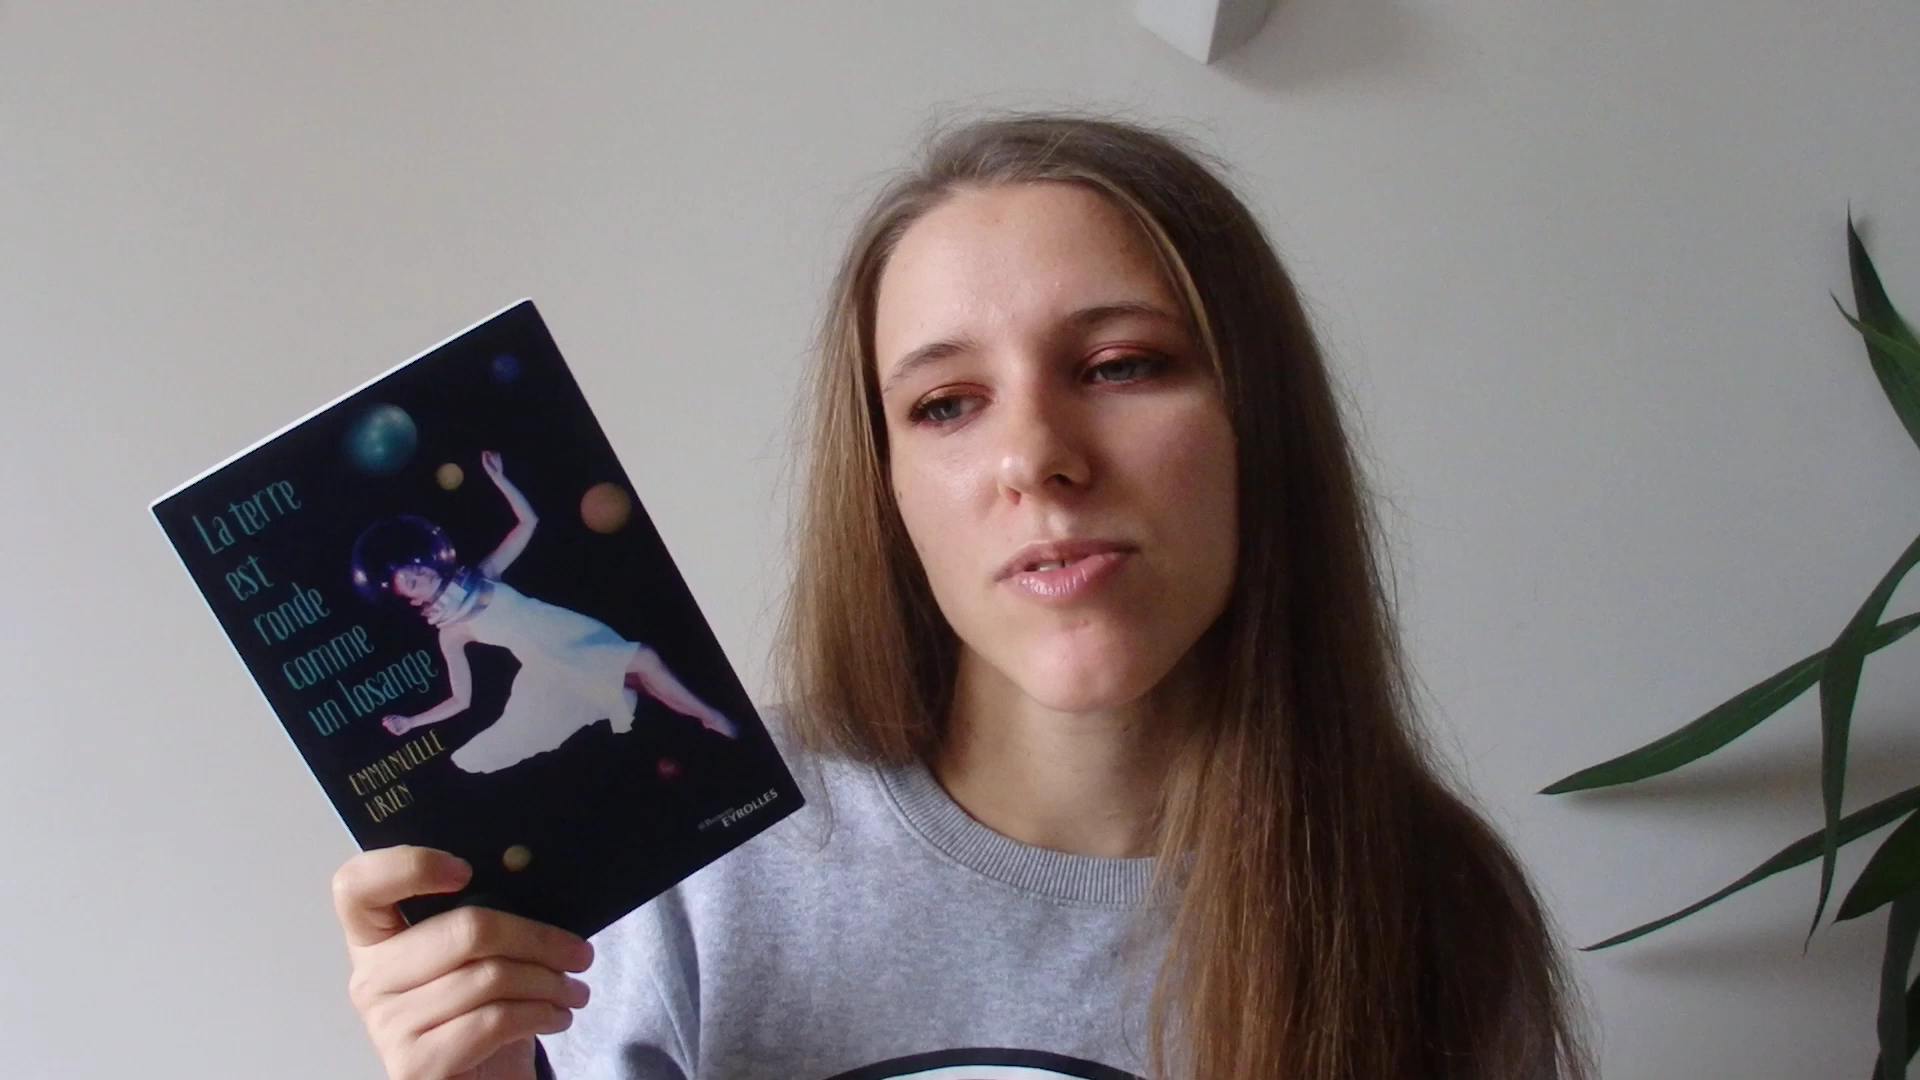 La terre
est
ronde
comme
un losange
EMMANUELLE
URIEN
EYROLLES